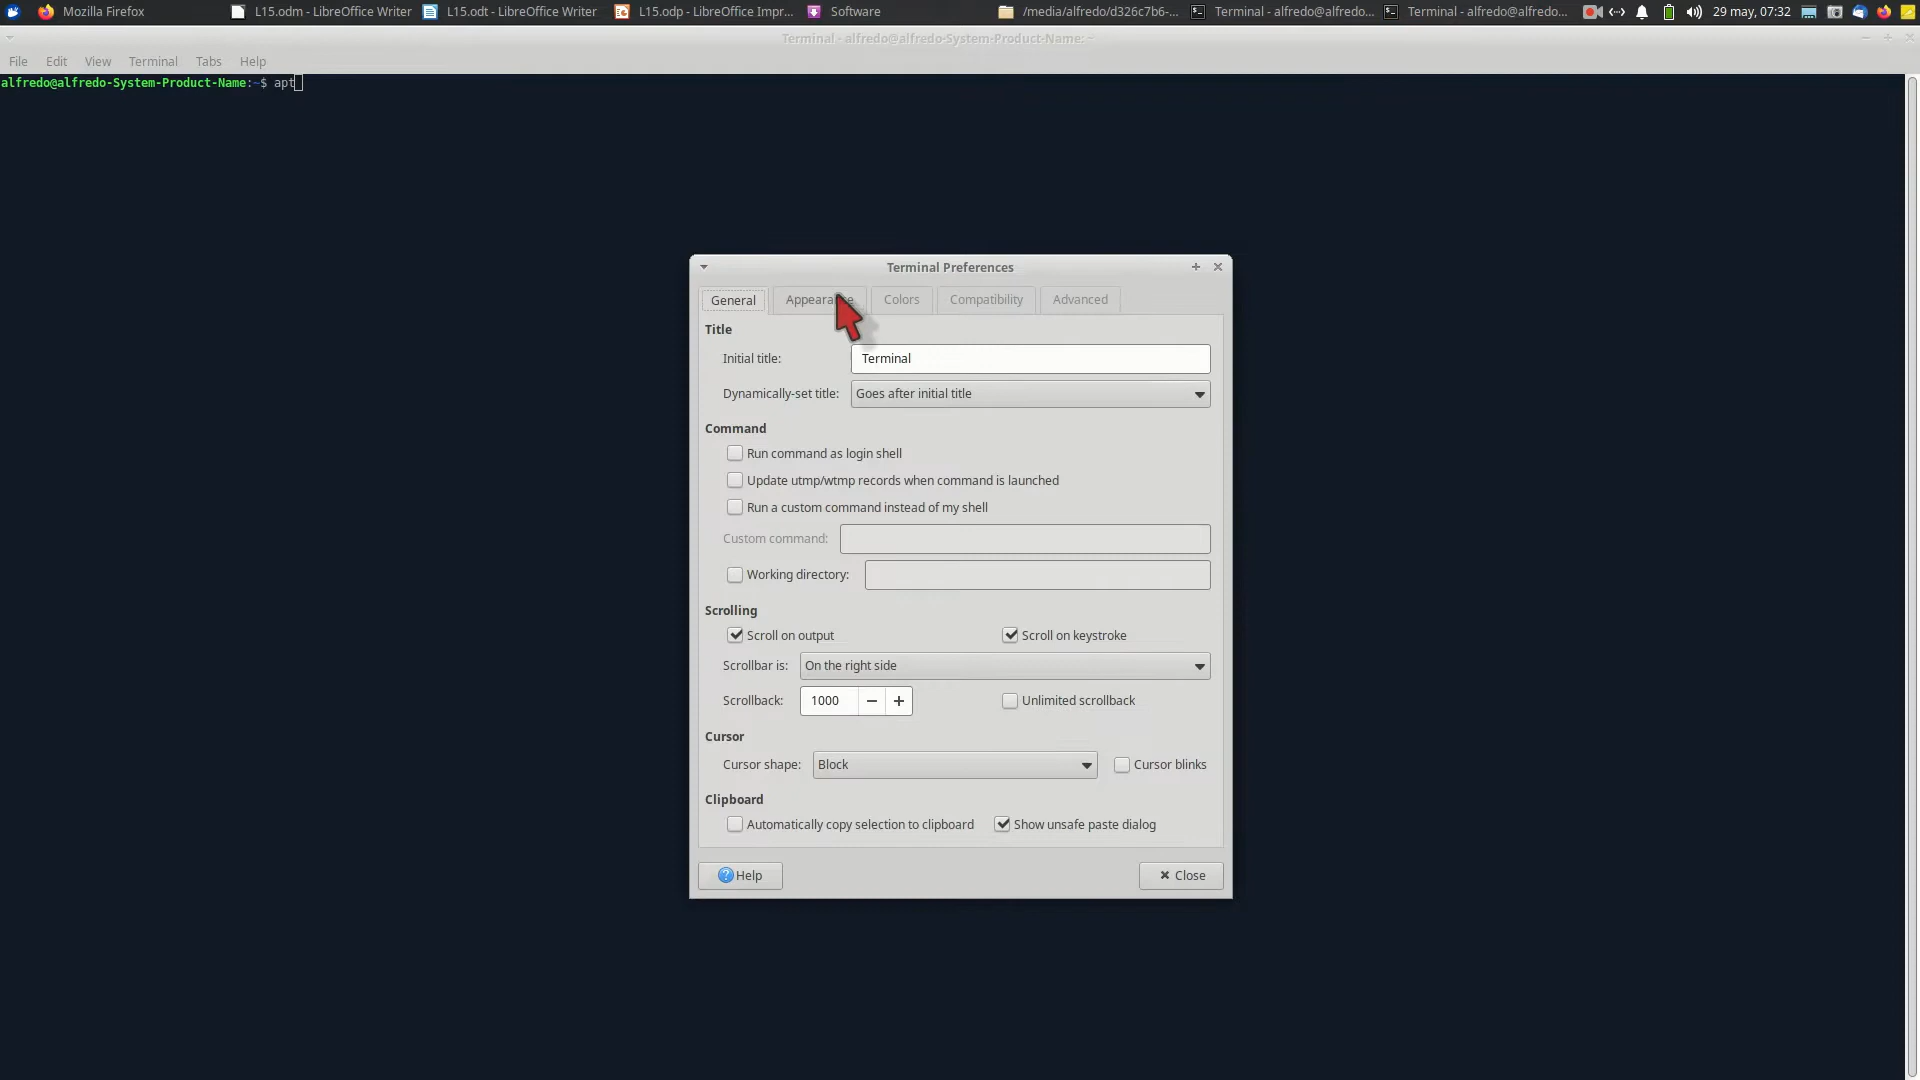 Mozilla Firefox
L15.odm - LibreOffice Writer
L15.odt - LibreOffice Writer
L15.odp - LibreOffice Impr...
Software
/media/alfredo/d326c7b6-...
Terminal - alfredo@alfredo...
Terminal - alfredo@alfredo...
29 may, 07:32
Terminal - alfredo@alfredo-System-Product-Name: ~
File Edit View Terminal Tabs Help
alfredo@alfredo-System-Product-Name:~$ apt
Terminal Preferences
General Appearance Colors Compatibility Advanced
Title
Initial title: Terminal
Dynamically-set title: Goes after initial title
Command
Run command as login shell
Update utmp/wtmp records when command is launched
Run a custom command instead of my shell
Custom command:
Working directory:
Scrolling
Scroll on output Scroll on keystroke
Scrollbar is: On the right side
Scrollback: 1000 Unlimited scrollback
Cursor
Cursor shape: Block Cursor blinks
Clipboard
Automatically copy selection to clipboard Show unsafe paste dialog
Help Close